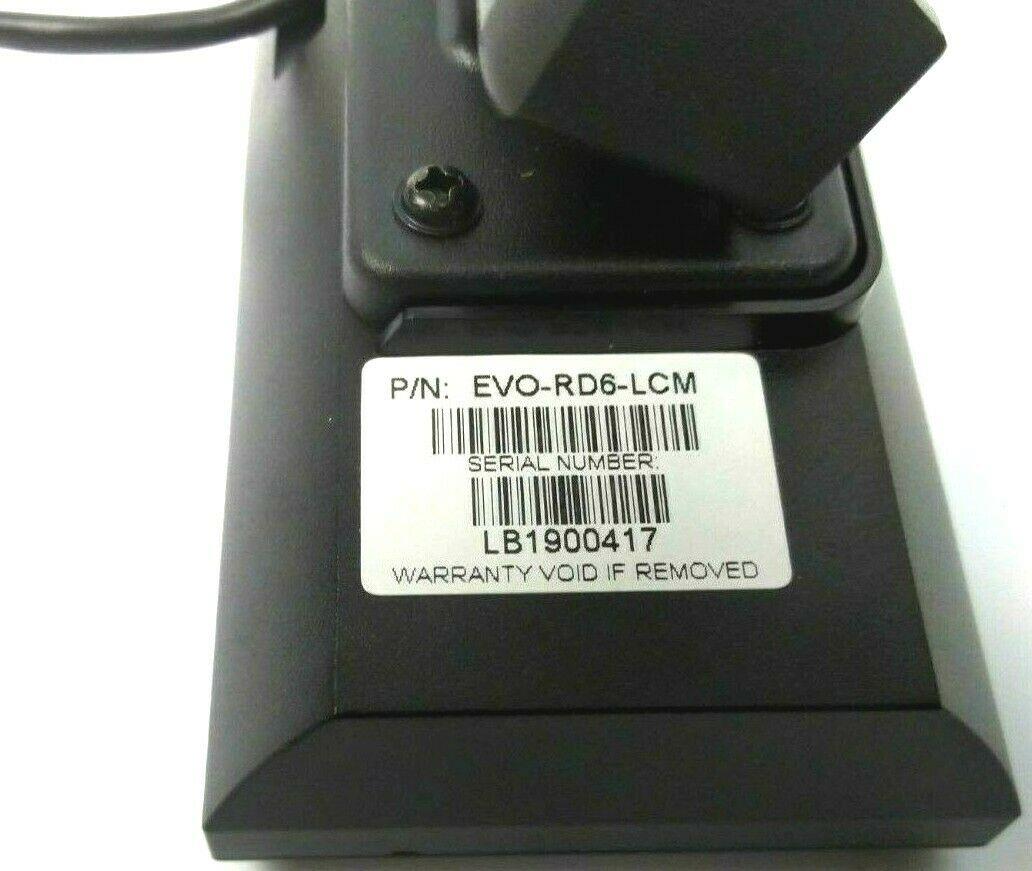 P/N: EVO-RD6-LCM
SERIAL NUMBER:
LB1900417
WARRANTY VOID IF REMOVED